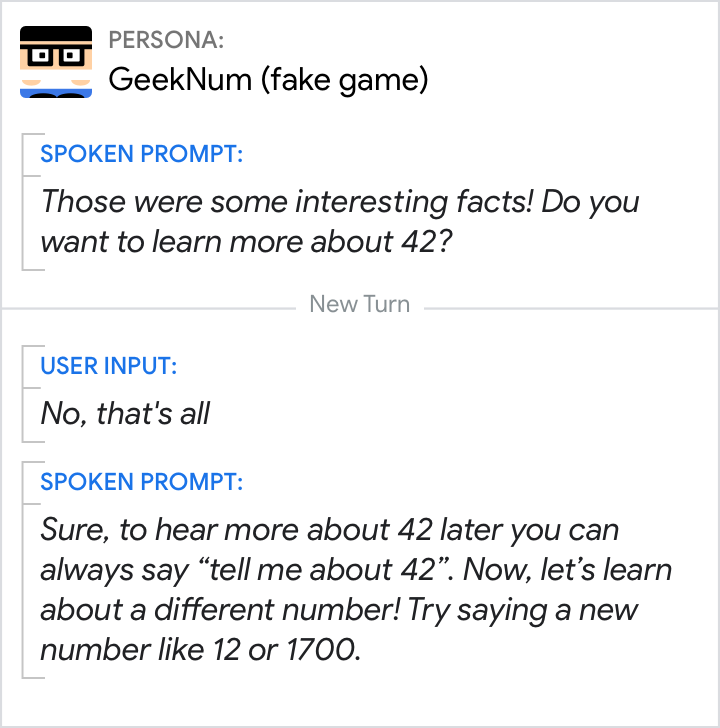 PERSONA:
GeekNum (fake game)
SPOKEN PROMPT:
Those were some interesting facts! Do you
want to learn more about 42?
New Turn
USER INPUT:
No, that's all
SPOKEN PROMPT:
Sure, to hear more about 42 later you can
always say “tell me about 42”. Now, let’s learn
about a different number! Try saying a new
number like 12 or 1700.